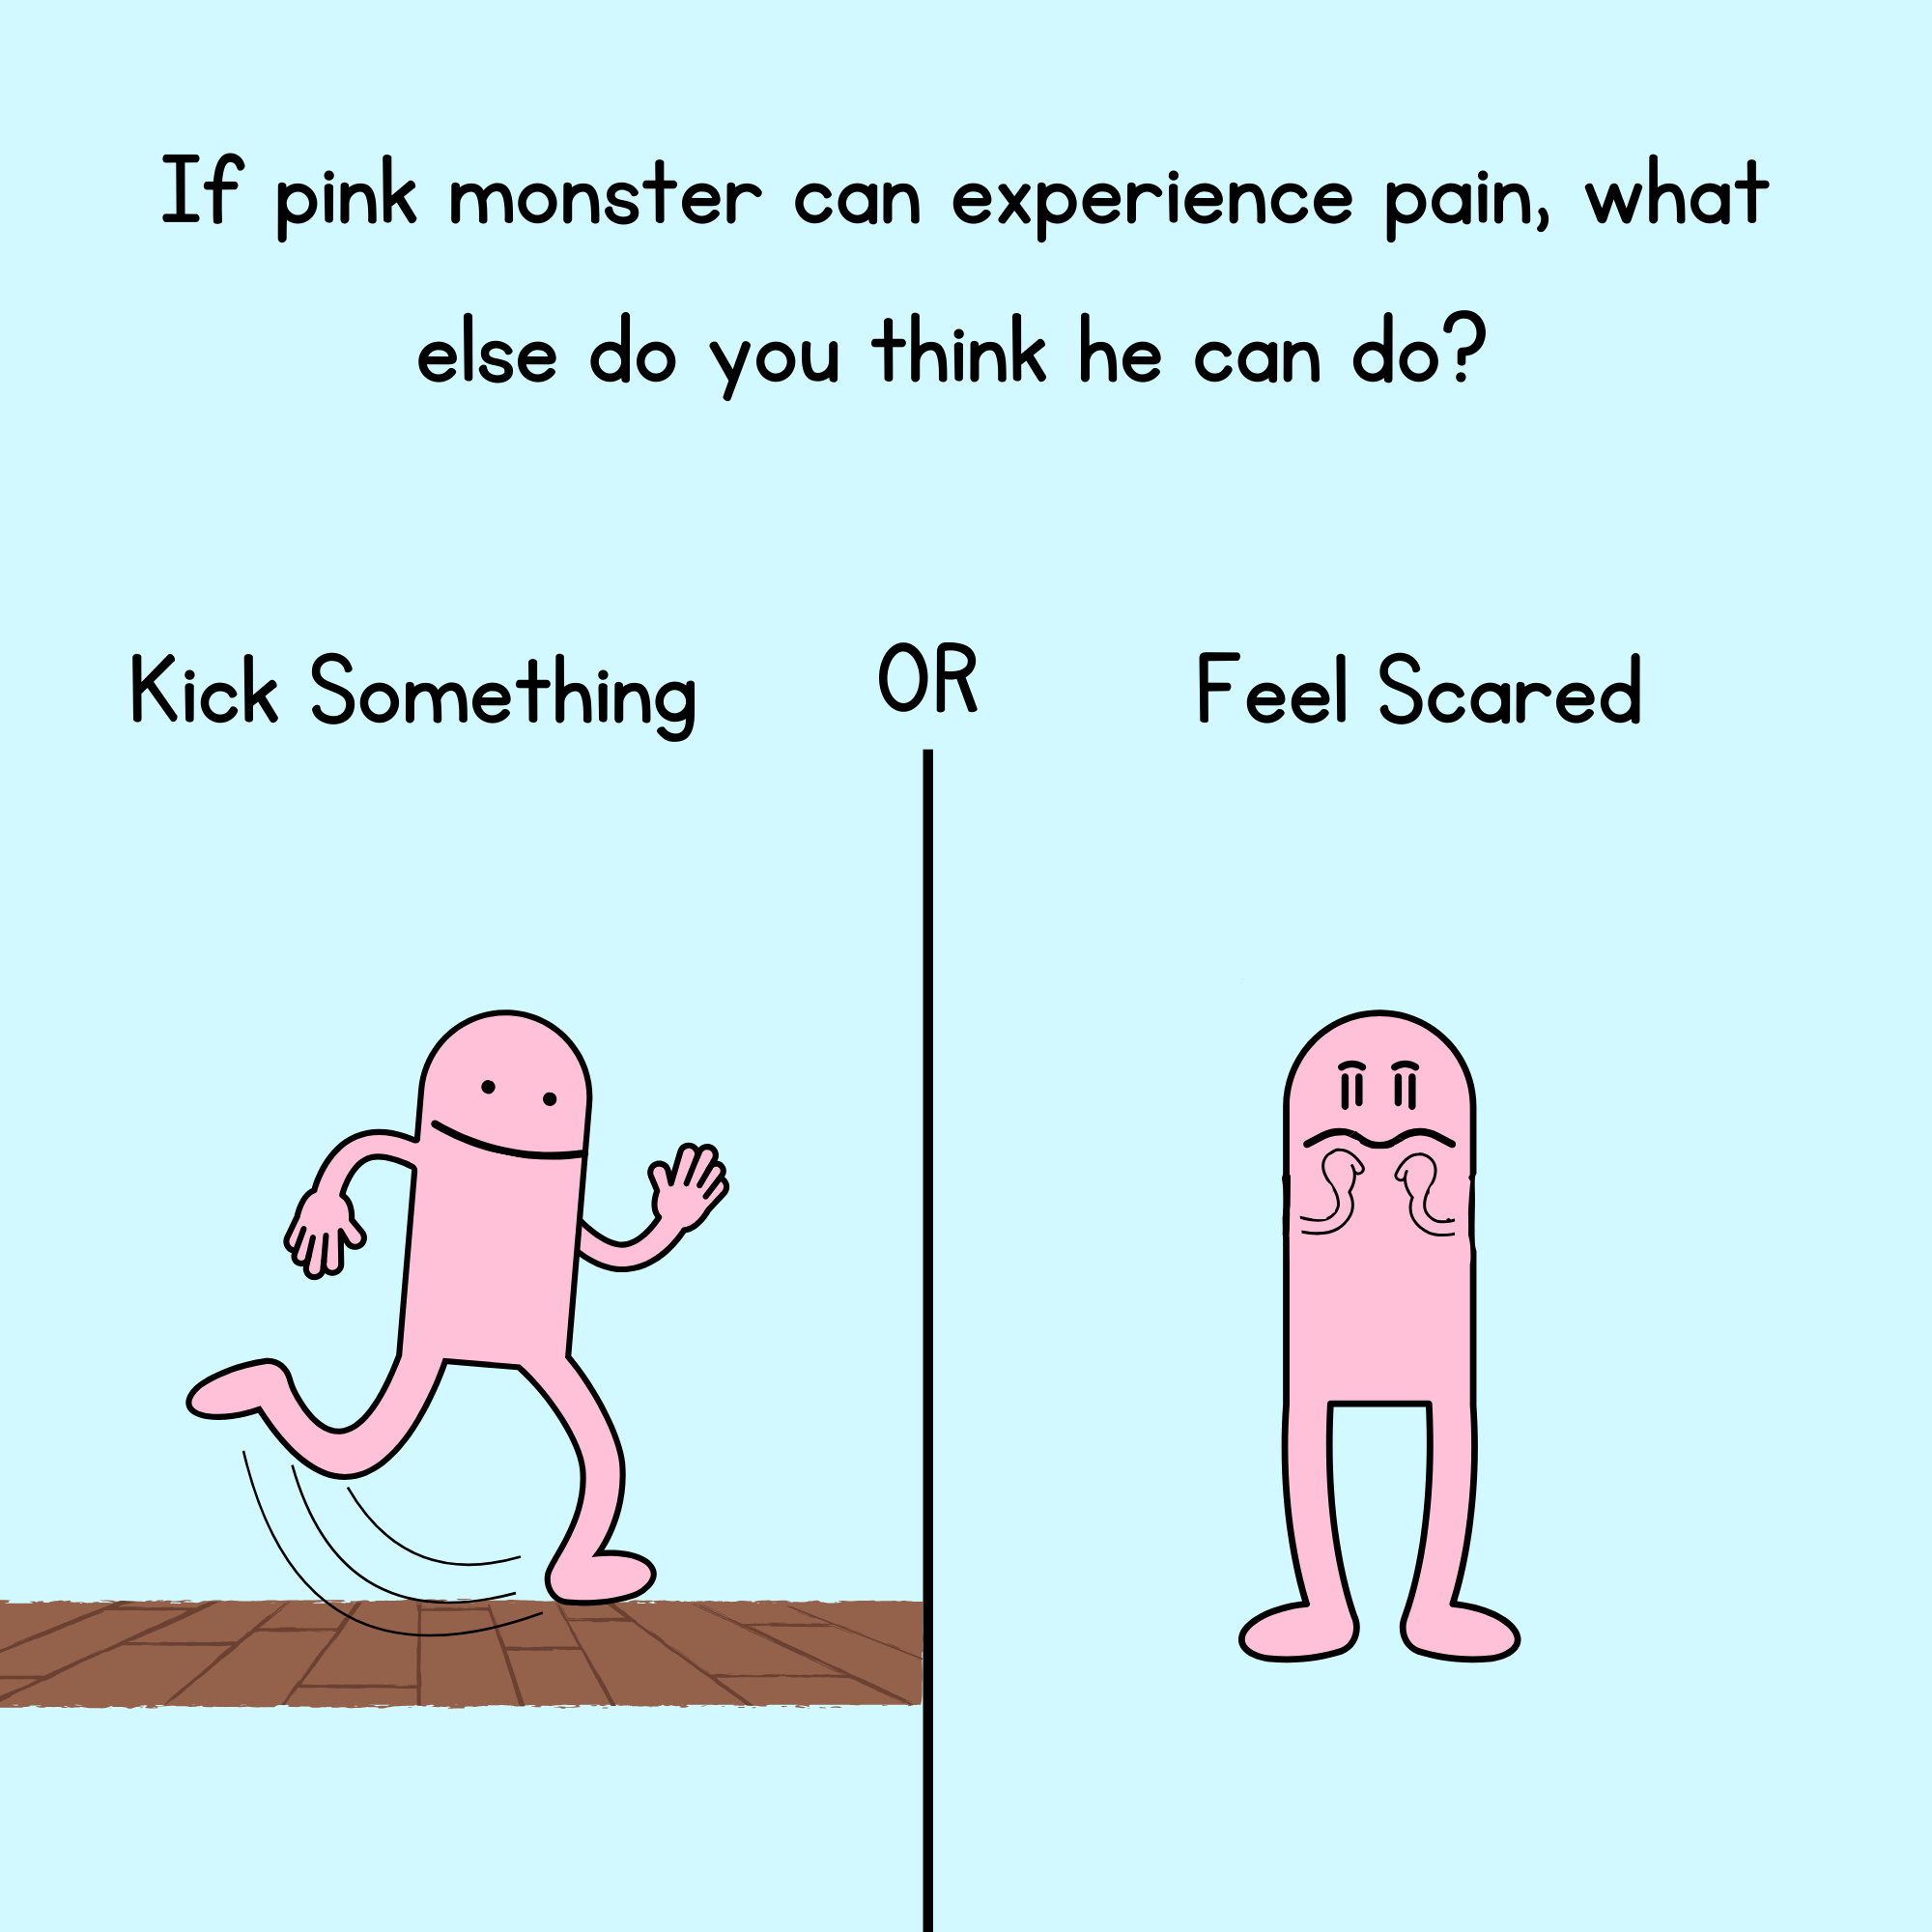 If pink monster can experience pain, what
else do you think he can do?
Kick Something OR Feel Scared